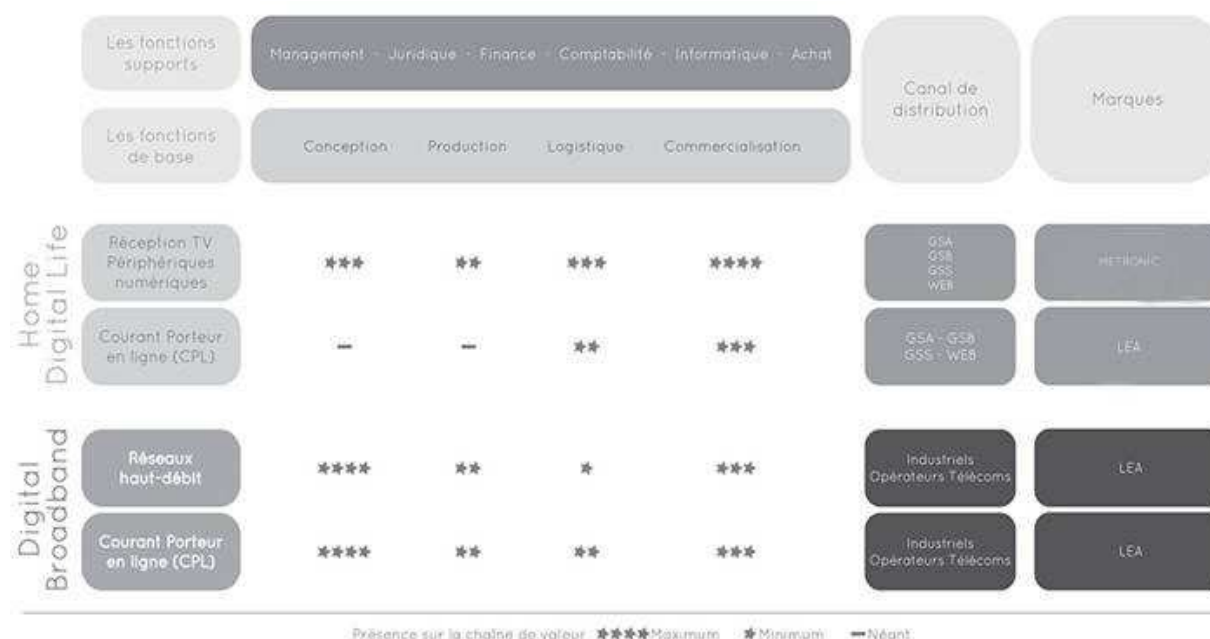 Les fonctions
supports
Management - Juridique - Finance - Comptabilité - Informatique - Achat
Canal de
distribution
Marques
Les fonctions
de base
Conception
Production
Logistique
Commercialisation
Home
Digital Life
Réception TV
Périphériques
numériques
GSA
GSB
GSS
WEB
METRONIC
Courant Porteur
en ligne (CPL)
GSA - GSB
GSS - WEB
LEA
Digital
Broadband
Réseaux
haut-débit
Industriels
Opérateurs Télécoms
LEA
Courant Porteur
en ligne (CPL)
Industriels
Opérateurs Télécoms
LEA
Présence sur la chaîne de valeur ****Maximum *Minimum —Néant